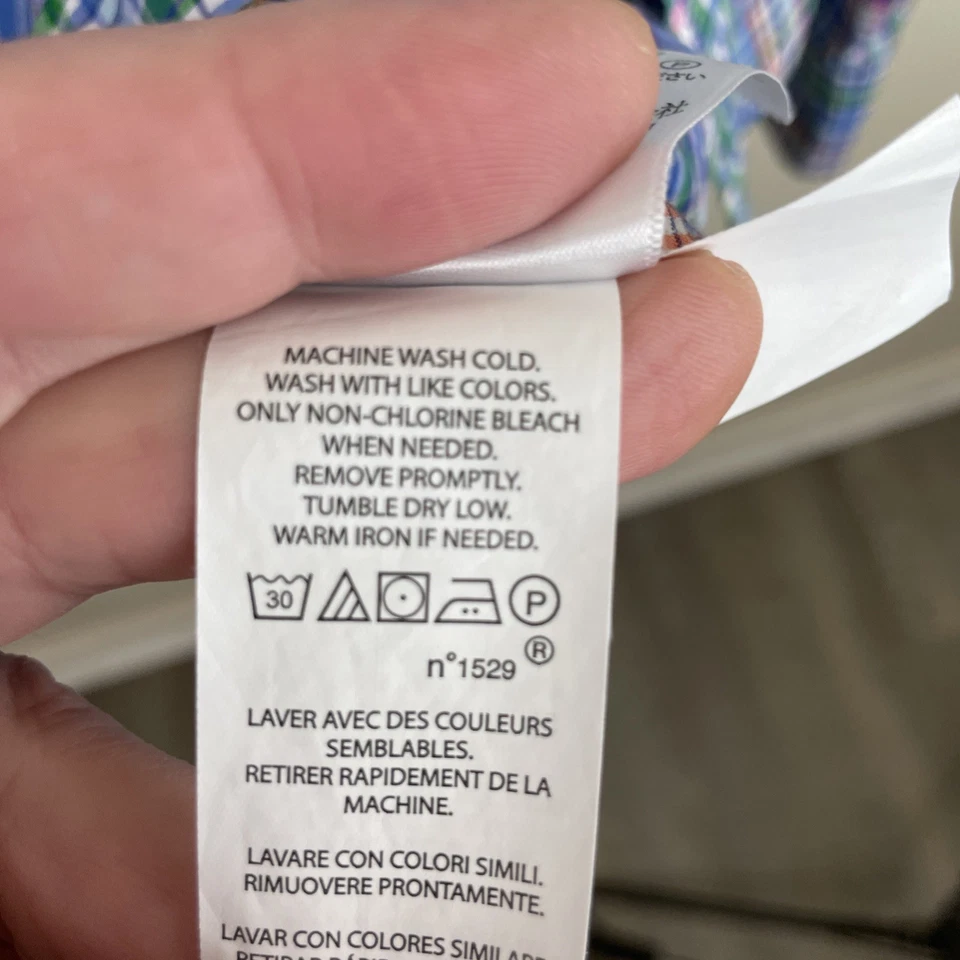 MACHINE WASH COLD.
WASH WITH LIKE COLORS.
ONLY NON-CHLORINE BLEACH
WHEN NEEDED.
REMOVE PROMPTLY.
TUMBLE DRY LOW.
WARM IRON IF NEEDED.
30 P
®
n°1529
LAVER AVEC DES COULEURS
SEMBLABLES.
RETIRER RAPIDEMENT DE LA
MACHINE.
LAVARE CON COLORI SIMILI.
RIMUOVERE PRONTAMENTE.
LAVAR CON COLORES